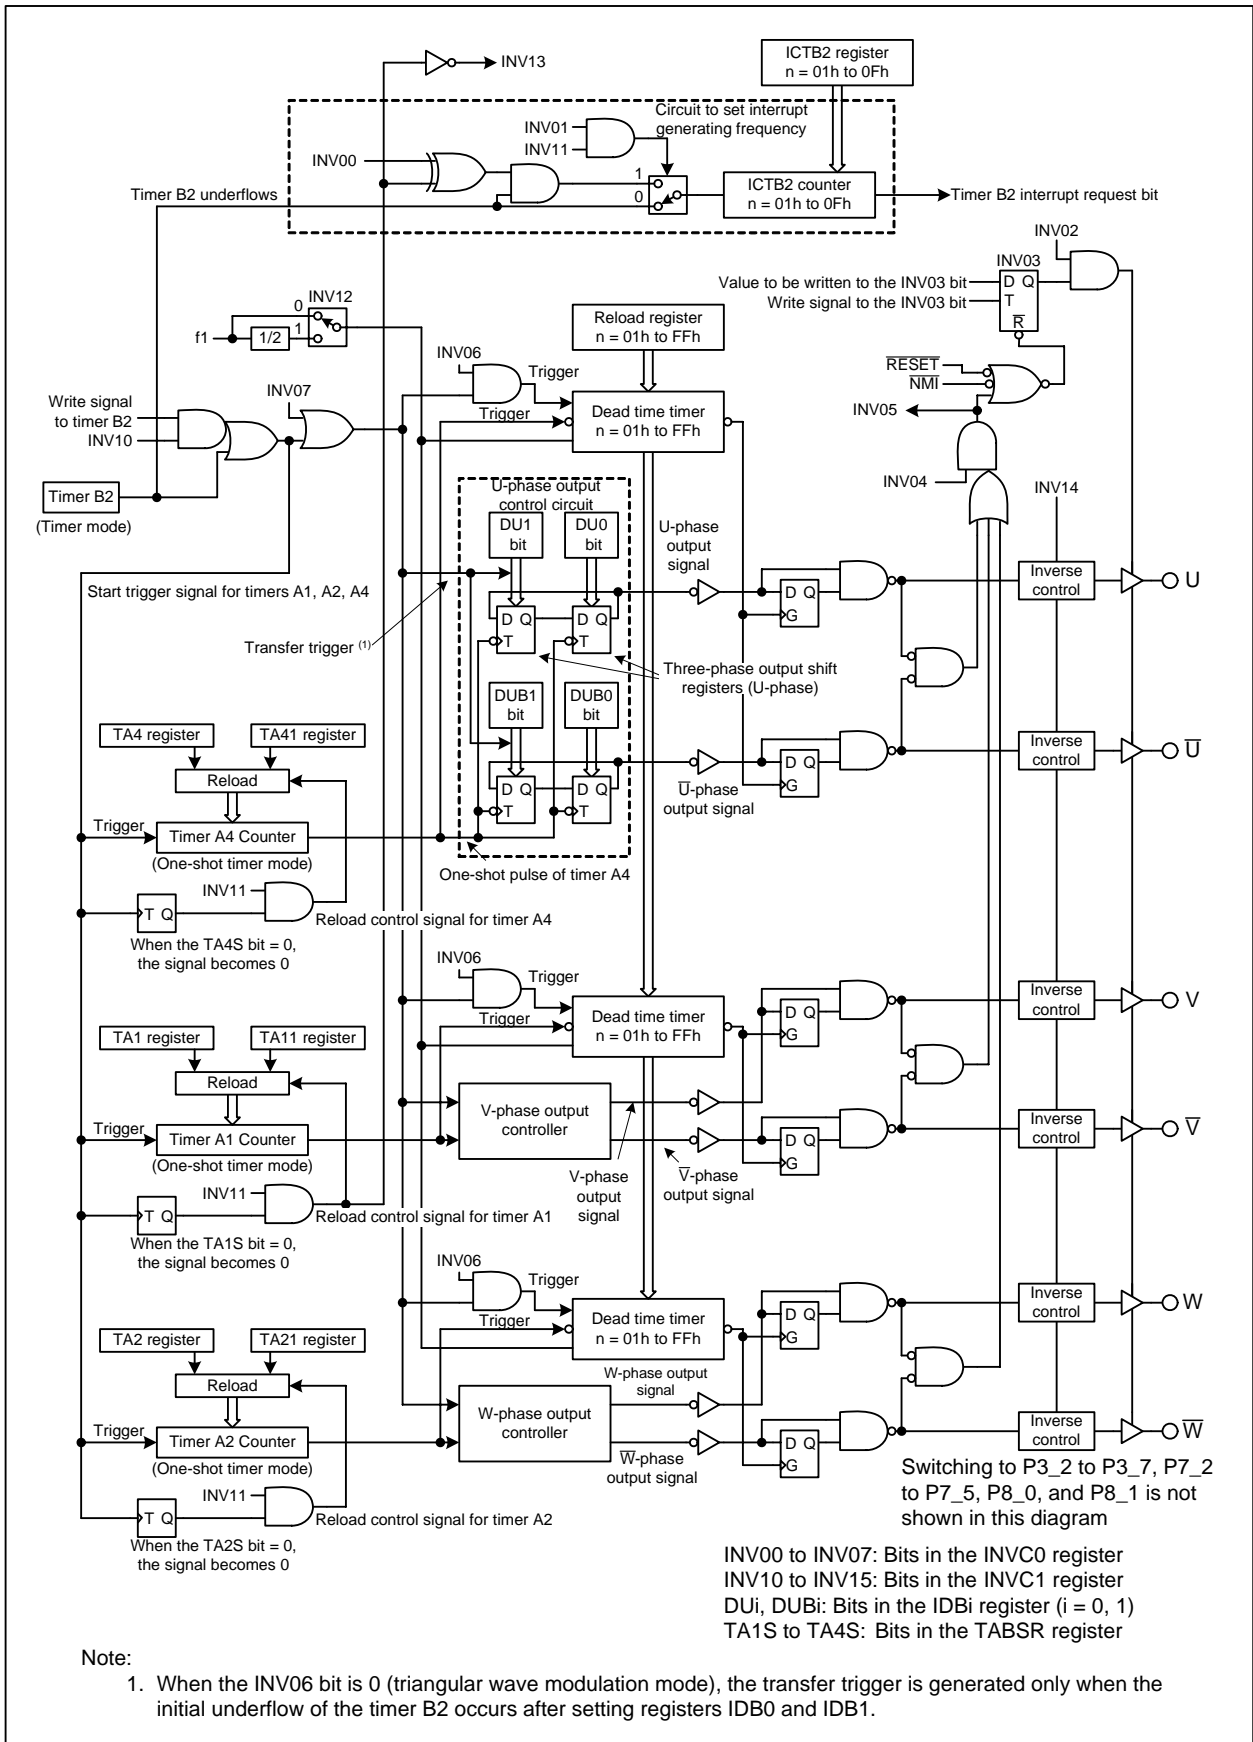 INV13
ICTB2 register
n = 01h to 0Fh
Circuit to set interrupt
generating frequency
INV01
INV11
INV00
1
0
Timer B2 underflows
ICTB2 counter
n = 01h to 0Fh
Timer B2 interrupt request bit
INV02
INV03
Value to be written to the INV03 bit
Write signal to the INV03 bit
D Q
T
R̅
INV12
0
1
f1
1/2
Reload register
n = 01h to FFh
INV06
Trigger
Trigger
Dead time timer
n = 01h to FFh
R̅E̅S̅E̅T̅
N̅M̅I̅
INV05
INV04
INV14
INV07
Write signal
to timer B2
INV10
Timer B2
(Timer mode)
U-phase output
control circuit
DU1
bit
DU0
bit
U-phase
output
signal
Start trigger signal for timers A1, A2, A4
Transfer trigger (1)
D Q
T
D Q
T
D Q
G
Inverse
control
U
Three-phase output shift
registers (U-phase)
DUB1
bit
DUB0
bit
D Q
T
D Q
T
U̅-phase
output signal
D Q
G
Inverse
control
U̅
TA4 register
TA41 register
Reload
Trigger
Timer A4 Counter
(One-shot timer mode)
One-shot pulse of timer A4
INV11
T Q
Reload control signal for timer A4
When the TA4S bit = 0,
the signal becomes 0
INV06
Trigger
Trigger
Dead time timer
n = 01h to FFh
D Q
G
Inverse
control
V
TA1 register
TA11 register
Reload
Trigger
Timer A1 Counter
(One-shot timer mode)
V-phase output
controller
V-phase
output
signal
V̅-phase
output signal
D Q
G
Inverse
control
V̅
INV11
T Q
Reload control signal for timer A1
When the TA1S bit = 0,
the signal becomes 0
INV06
Trigger
Trigger
Dead time timer
n = 01h to FFh
D Q
G
Inverse
control
W
TA2 register
TA21 register
Reload
Trigger
Timer A2 Counter
(One-shot timer mode)
W-phase output
signal
W-phase output
controller
W̅-phase
output signal
D Q
G
Inverse
control
W̅
INV11
T Q
Reload control signal for timer A2
When the TA2S bit = 0,
the signal becomes 0
Switching to P3_2 to P3_7, P7_2
to P7_5, P8_0, and P8_1 is not
shown in this diagram
INV00 to INV07: Bits in the INVC0 register
INV10 to INV15: Bits in the INVC1 register
DUi, DUBi: Bits in the IDBi register (i = 0, 1)
TA1S to TA4S: Bits in the TABSR register
Note:
1. When the INV06 bit is 0 (triangular wave modulation mode), the transfer trigger is generated only when the
initial underflow of the timer B2 occurs after setting registers IDB0 and IDB1.